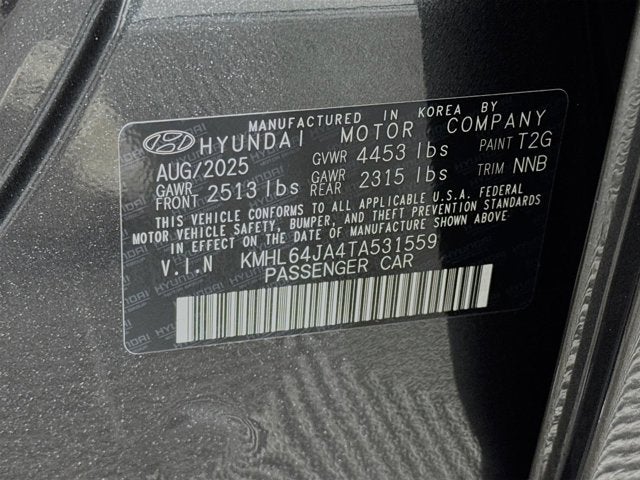 MANUFACTURED IN KOREA BY
HYUNDAI MOTOR COMPANY
AUG/2025 GVWR 4453 lbs PAINT T2G
GAWR FRONT 2513 lbs GAWR REAR 2315 lbs TRIM NNB
THIS VEHICLE CONFORMS TO ALL APPLICABLE U.S.A. FEDERAL
MOTOR VEHICLE SAFETY, BUMPER, AND THEFT PREVENTION STANDARDS
IN EFFECT ON THE DATE OF MANUFACTURE SHOWN ABOVE
V.I.N KMHL64JA4TA531559
PASSENGER CAR